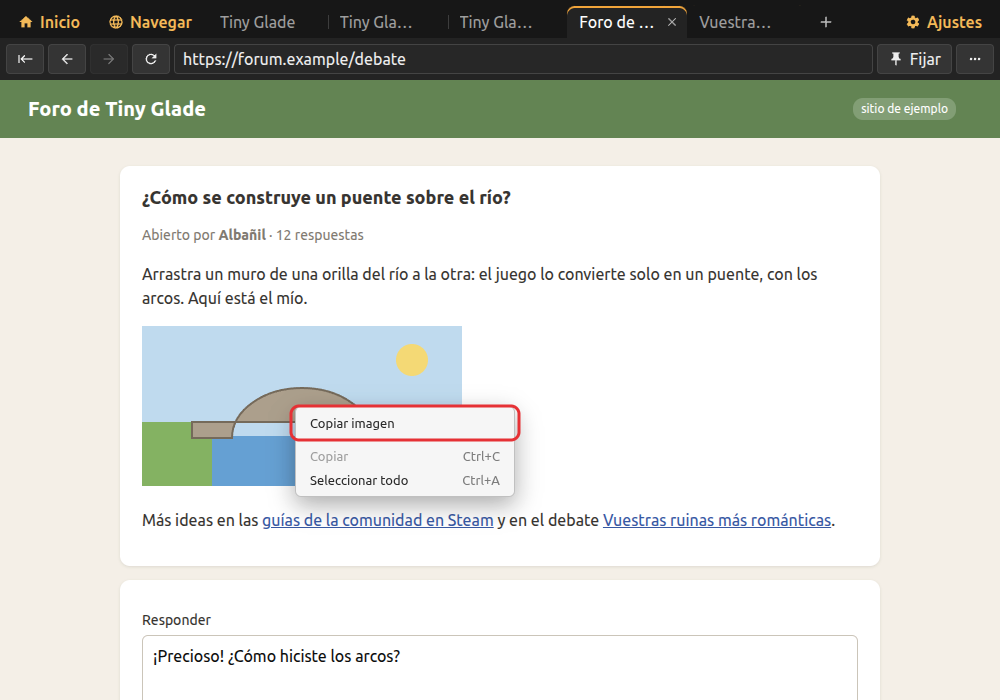 Inicio
Navegar
Tiny Glade
Tiny Gla...
Tiny Gla...
Foro de ...
Vuestra...
Ajustes
https://forum.example/debate
Fijar
Foro de Tiny Glade
sitio de ejemplo
¿Cómo se construye un puente sobre el río?
Abierto por Albañil · 12 respuestas
Arrastra un muro de una orilla del río a la otra: el juego lo convierte solo en un puente, con los
arcos. Aquí está el mío.
Copiar imagen
Copiar Ctrl+C
Seleccionar todo Ctrl+A
Más ideas en las guías de la comunidad en Steam y en el debate Vuestras ruinas más románticas.
Responder
¡Precioso! ¿Cómo hiciste los arcos?